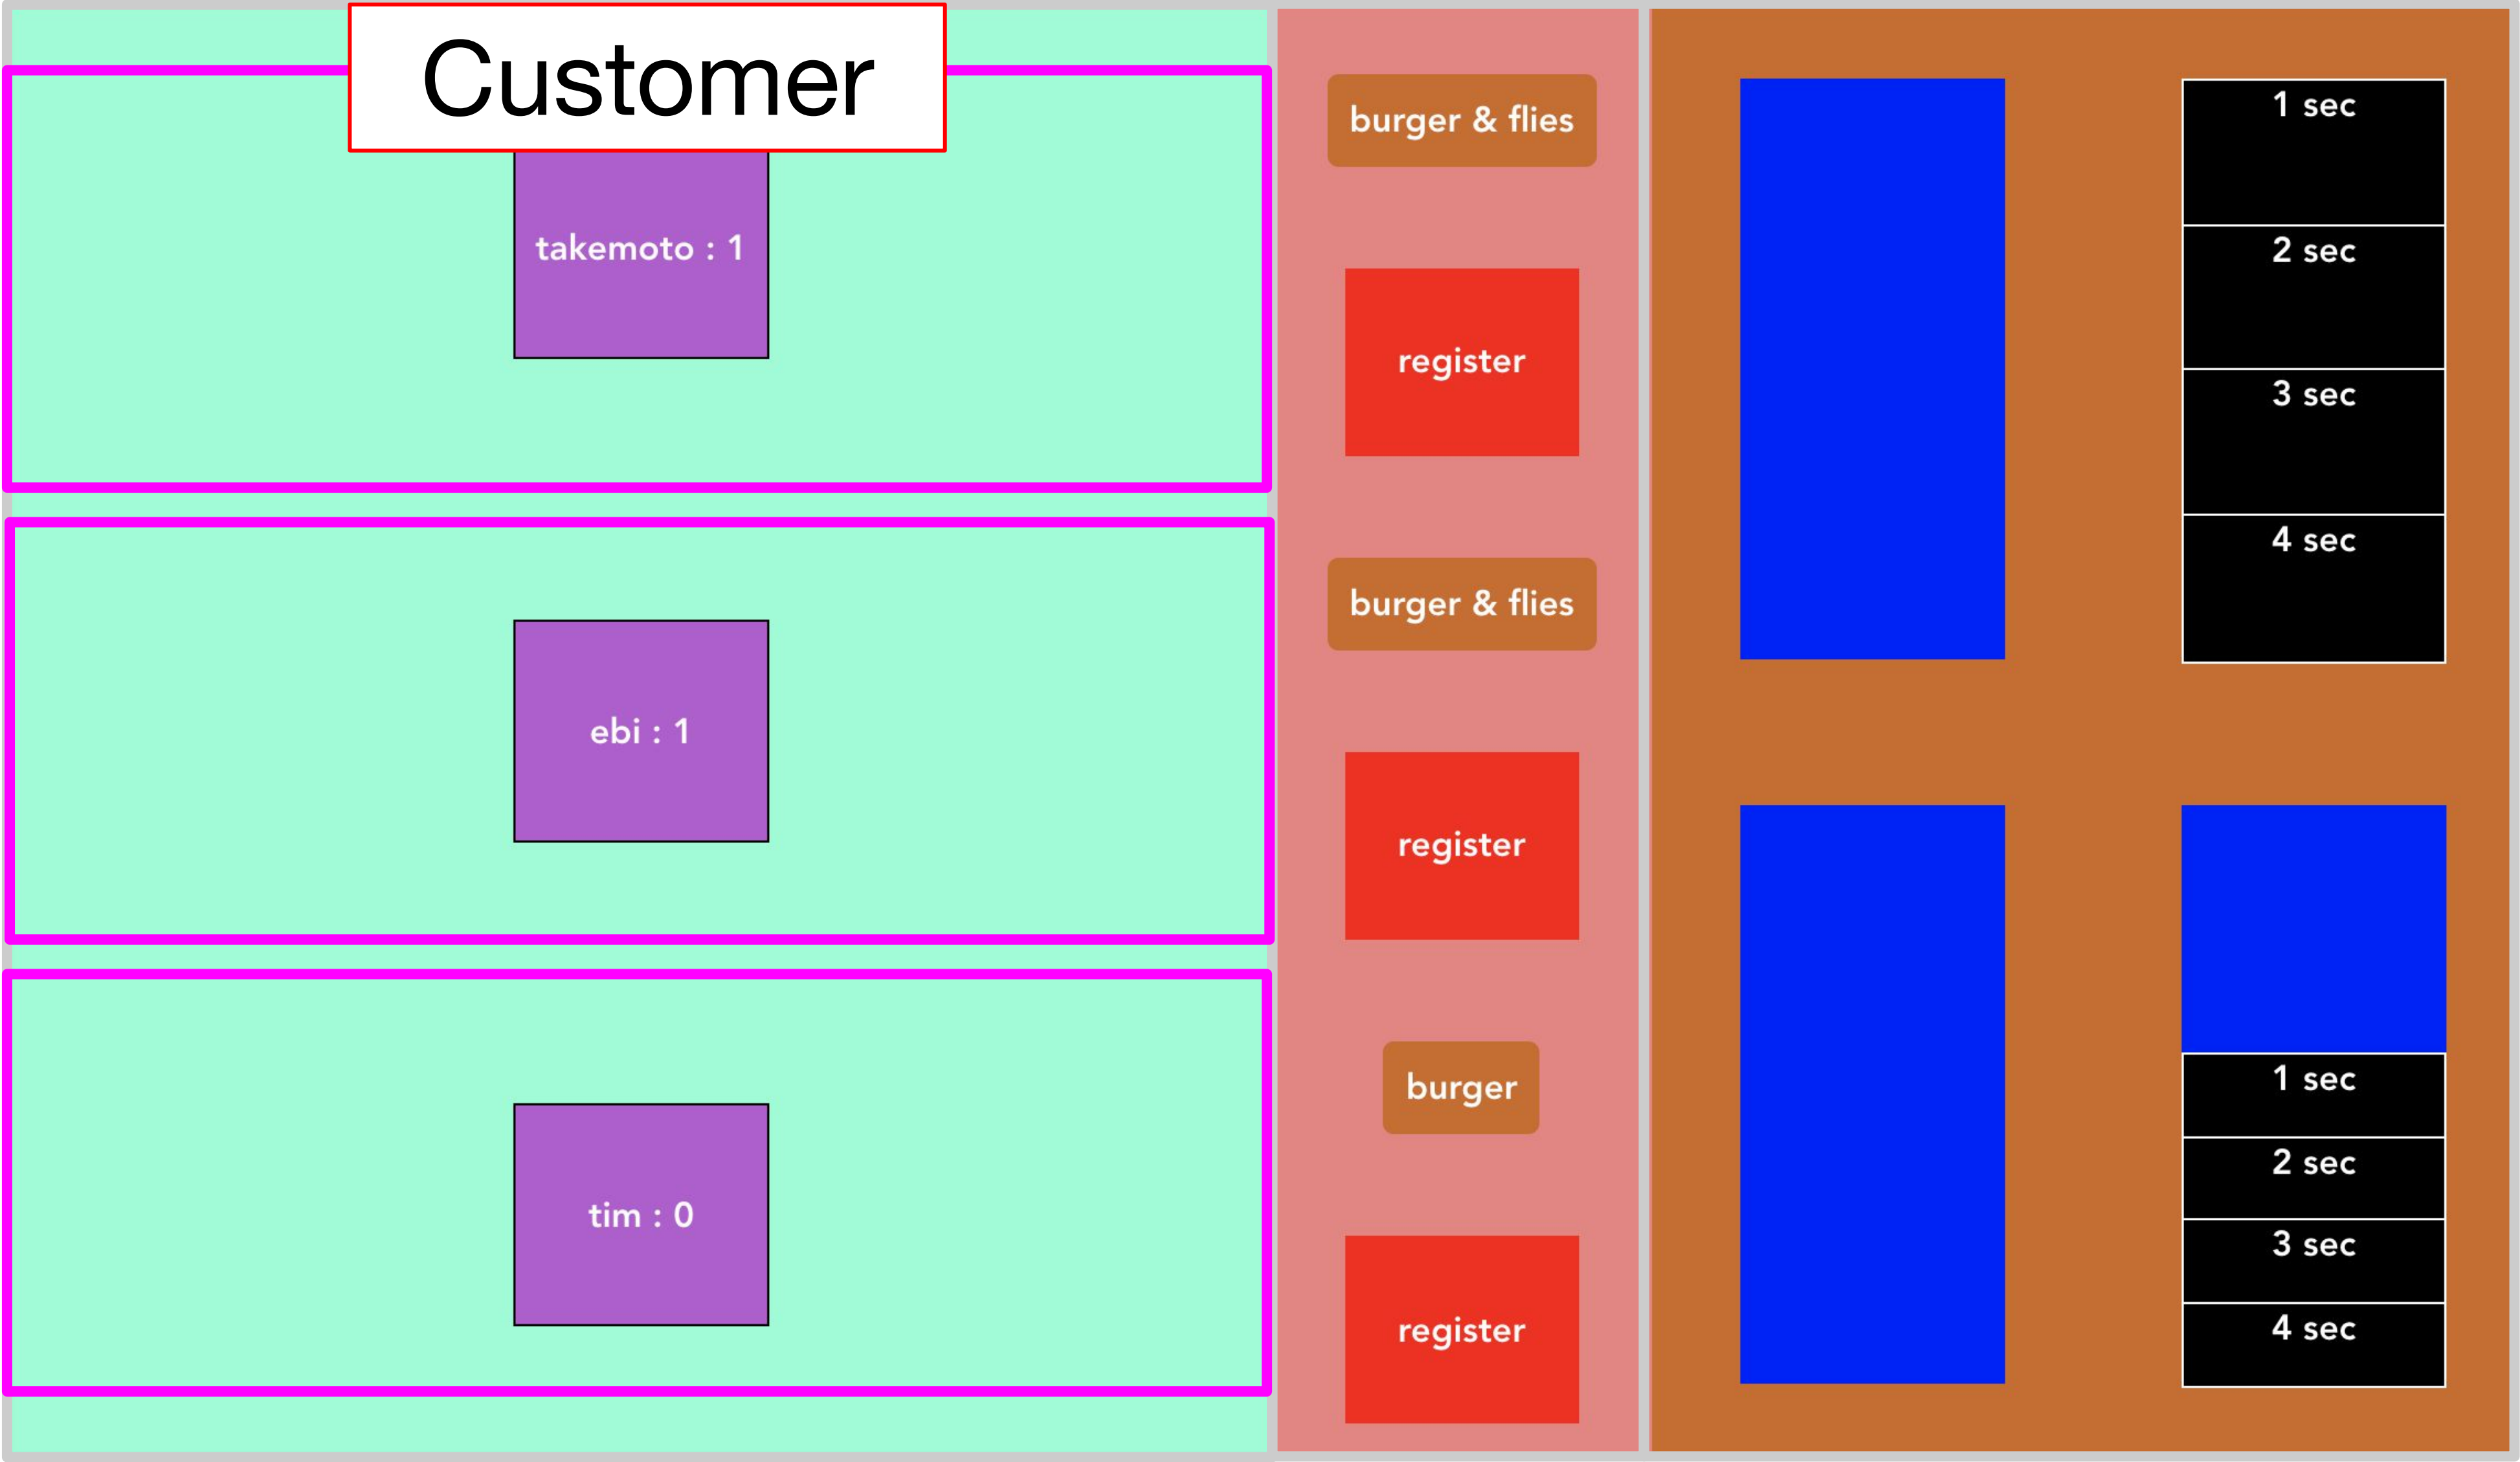 Customer
takemoto : 1
ebi : 1
tim : 0
burger & flies
register
burger & flies
register
burger
register
1 sec
2 sec
3 sec
4 sec
1 sec
2 sec
3 sec
4 sec